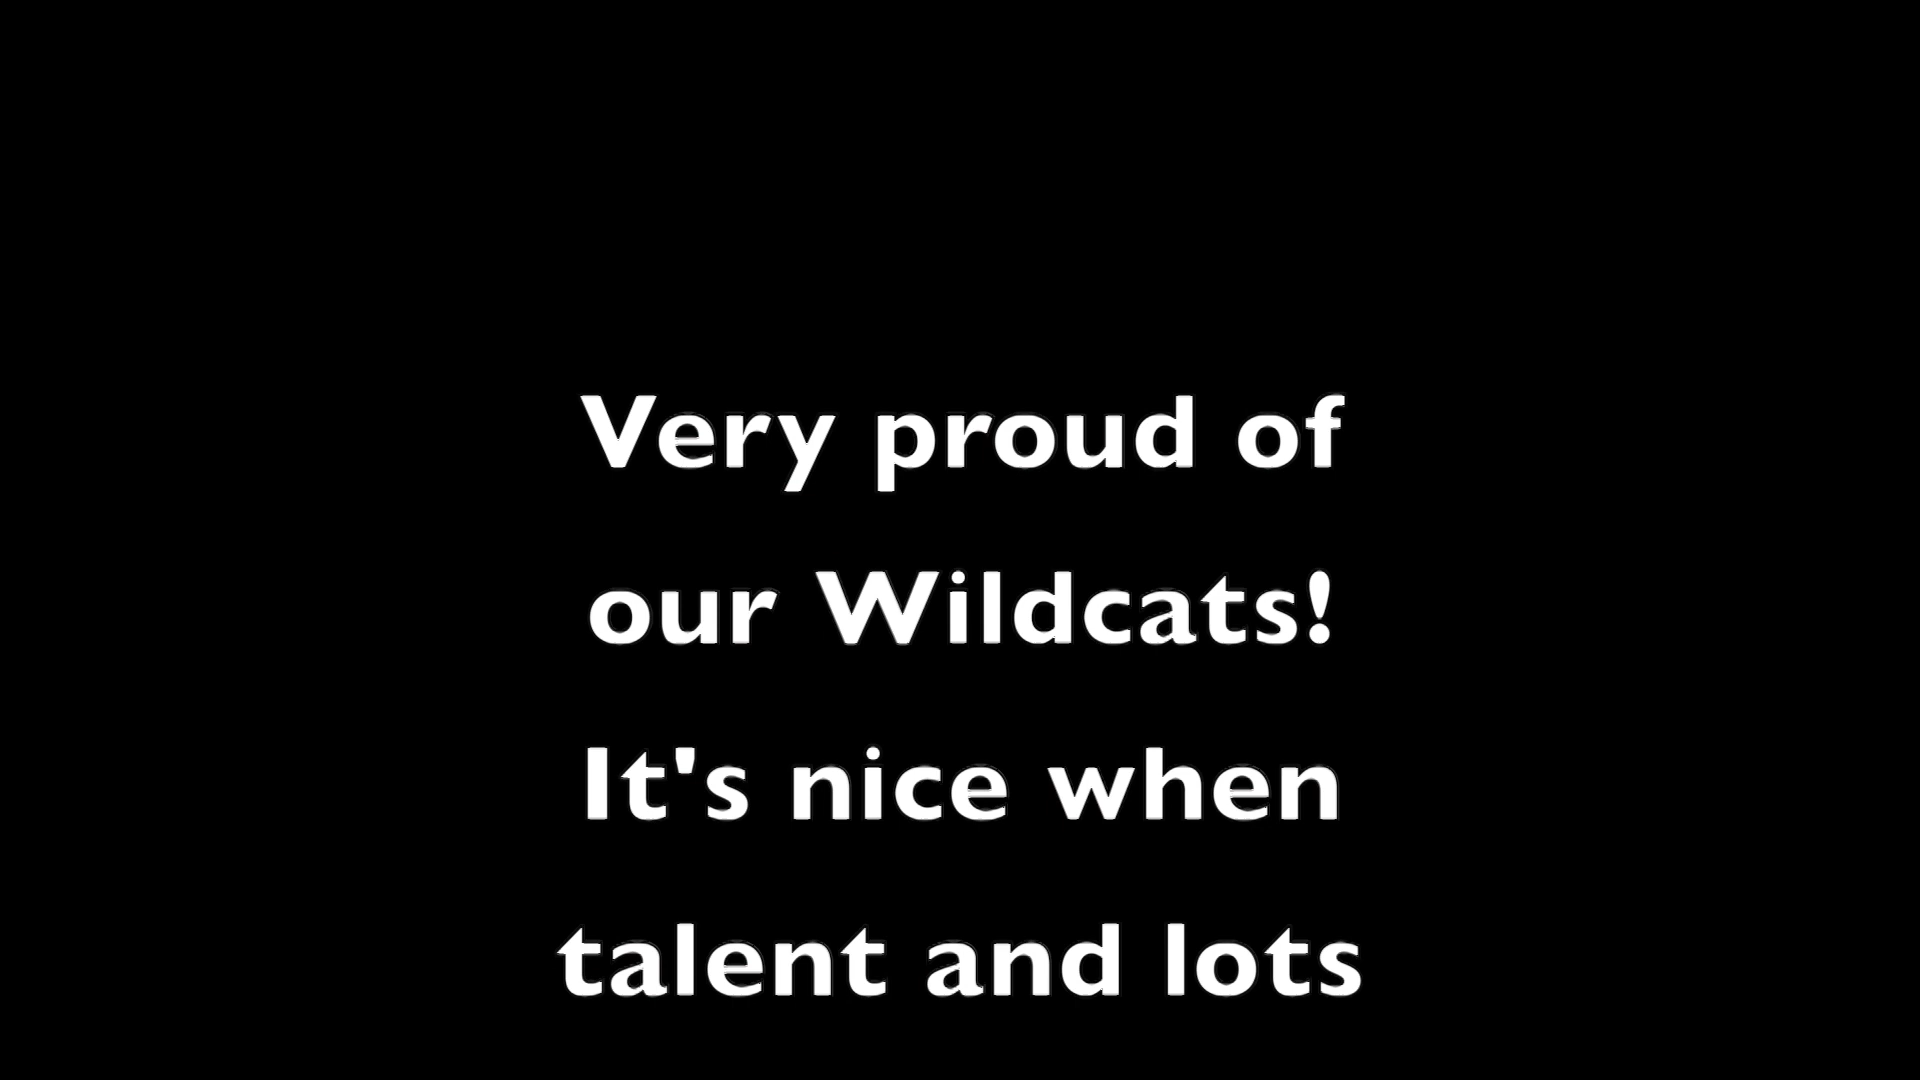 Very proud of
our Wildcats!
It's nice when
talent and lots